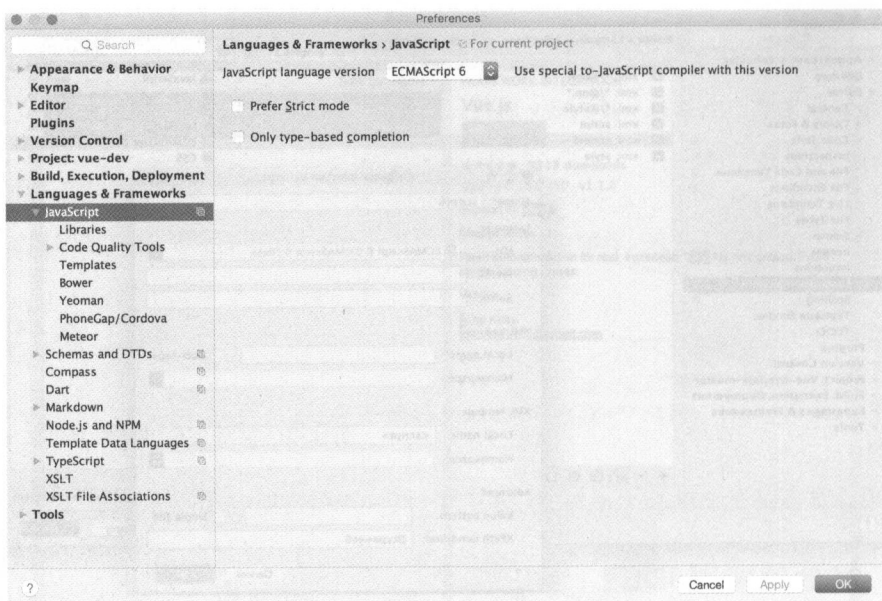 Preferences
Search
Languages & Frameworks › JavaScript For current project
JavaScript language version ECMAScript 6 Use special to-JavaScript compiler with this version
Prefer Strict mode
Only type-based completion
Appearance & Behavior
Keymap
Editor
Plugins
Version Control
Project: vue-dev
Build, Execution, Deployment
Languages & Frameworks
JavaScript
Libraries
Code Quality Tools
Templates
Bower
Yeoman
PhoneGap/Cordova
Meteor
Schemas and DTDs
Compass
Dart
Markdown
Node.js and NPM
Template Data Languages
TypeScript
XSLT
XSLT File Associations
Tools
?
Cancel Apply OK